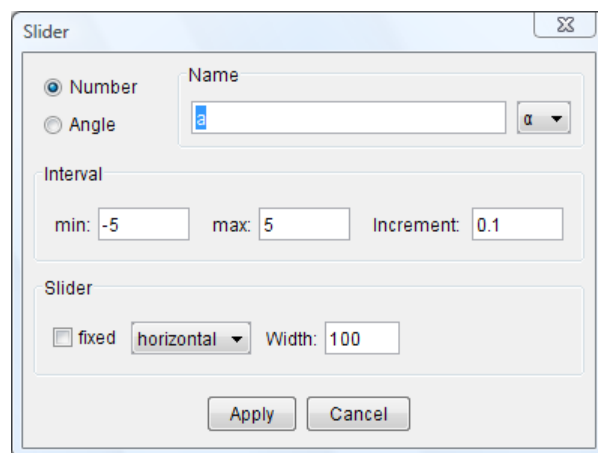 Slider
Number
Name
a
α
Angle
Interval
min: -5 max: 5 Increment: 0.1
Slider
fixed horizontal Width: 100
Apply Cancel